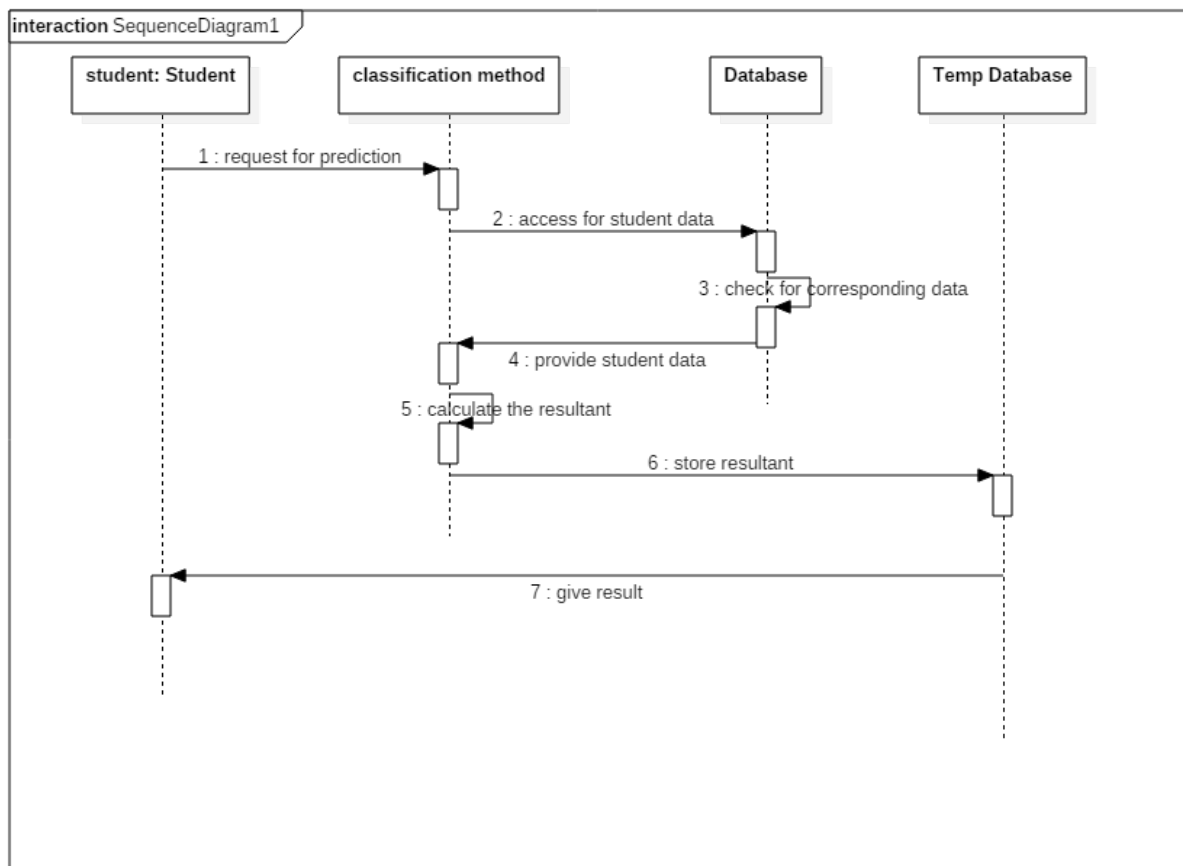 interaction SequenceDiagram1
student: Student
classification method
Database
Temp Database
1 : request for prediction
2 : access for student data
3 : check for corresponding data
4 : provide student data
5 : calculate the resultant
6 : store resultant
7 : give result